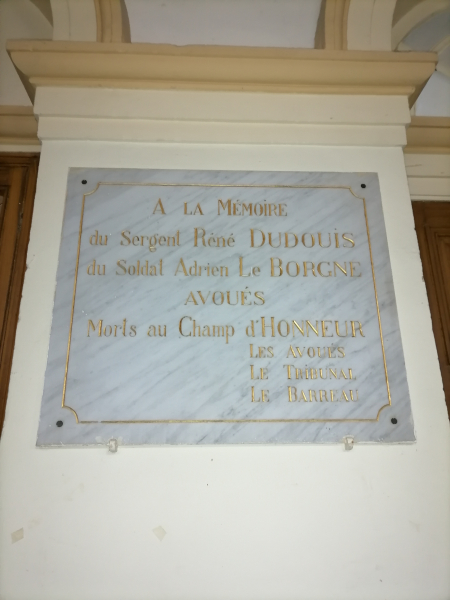 A LA MÉMOIRE
du Sergent Réné DUDOUIS
du Soldat Adrien LE BORGNE
AVOUÉS
Morts au Champ d'HONNEUR
LES AVOUÉS
LE TRIBUNAL
LE BARREAU